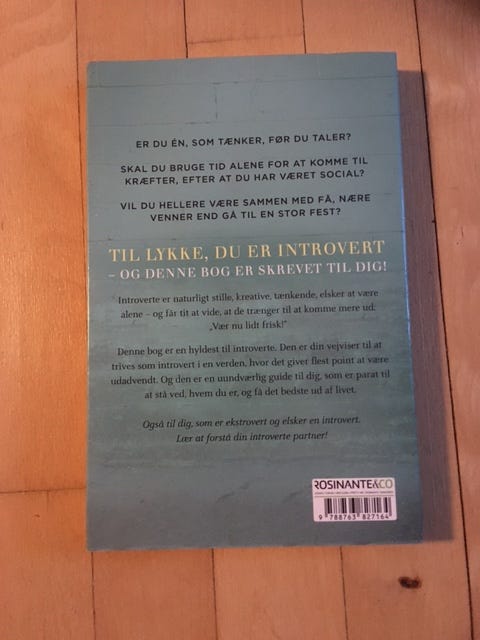 ER DU ÉN, SOM TÆNKER, FØR DU TALER?
SKAL DU BRUGE TID ALENE FOR AT KOMME TIL
KRÆFTER, EFTER AT DU HAR VÆRET SOCIAL?
VIL DU HELLERE VÆRE SAMMEN MED FÅ, NÆRE
VENNER END GÅ TIL EN STOR FEST?
TIL LYKKE, DU ER INTROVERT
– OG DENNE BOG ER SKREVET TIL DIG!
Introverte er naturligt stille, kreative, tænkende, elsker at være
alene – og får tit at vide, at de trænger til at komme mere ud:
„Vær nu lidt frisk!”
Denne bog er en hyldest til introverte. Den er din vejviser til at
trives som introvert i en verden, hvor det givet flest point at være
udadvendt. Og den er en uundværlig guide til dig, som er parat til
at stå ved, hvem du er, og få det bedste ud af livet.
Også til dig, som er ekstrovert og elsker en introvert.
Lær at forstå din introverte partner!
ROSINANTE&CO
9 788763 827164